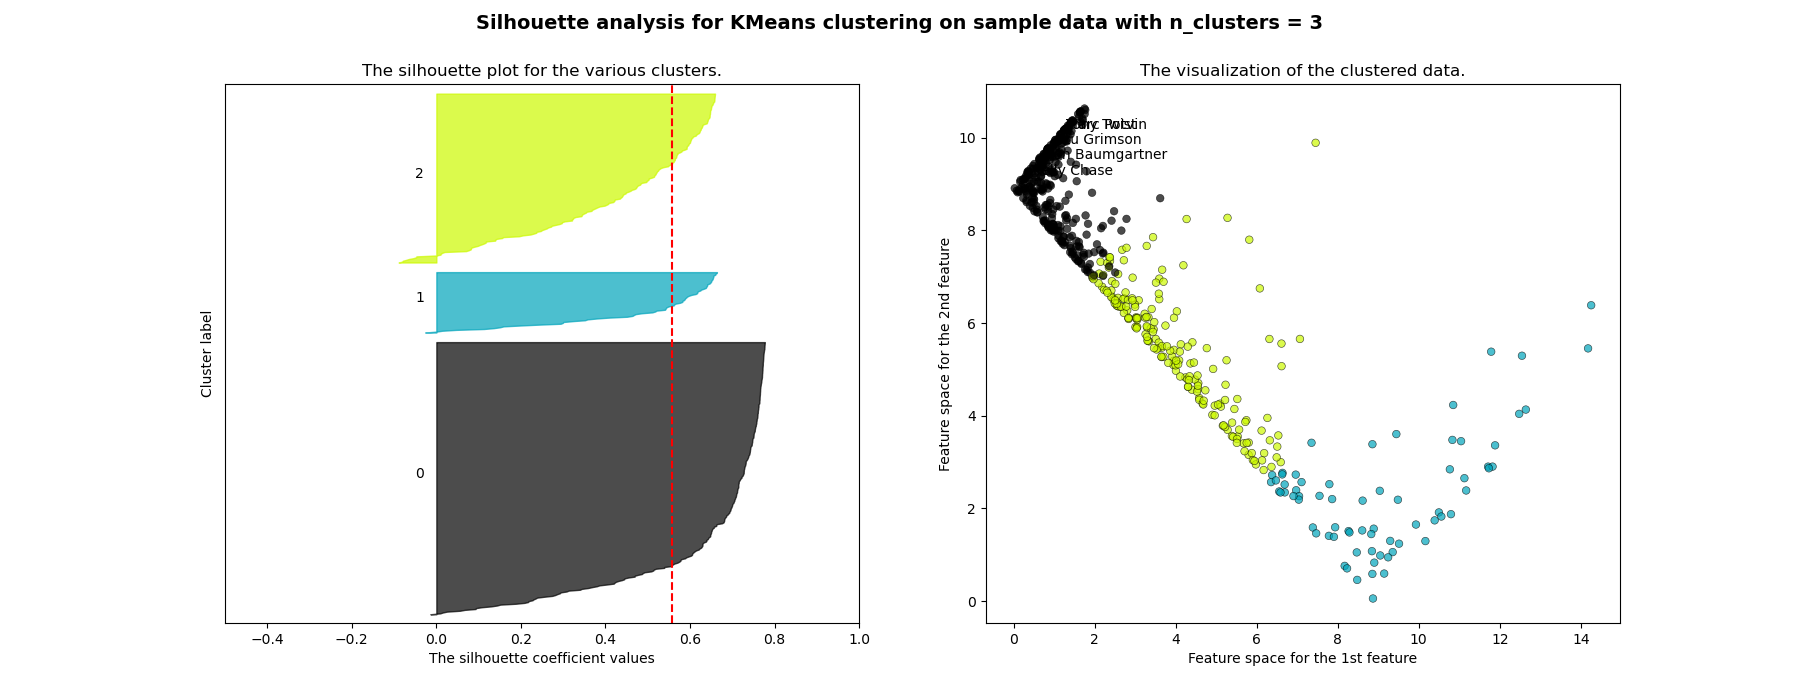 Silhouette analysis for KMeans clustering on sample data with n_clusters = 3
The silhouette plot for the various clusters.
2
1
0
Cluster label
−0.4
−0.2
0.0
0.2
0.4
0.6
0.8
1.0
The silhouette coefficient values
The visualization of the clustered data.
Grimson
Baumgartner
Chase
10
8
6
4
2
0
Feature space for the 2nd feature
0
2
4
6
8
10
12
14
Feature space for the 1st feature